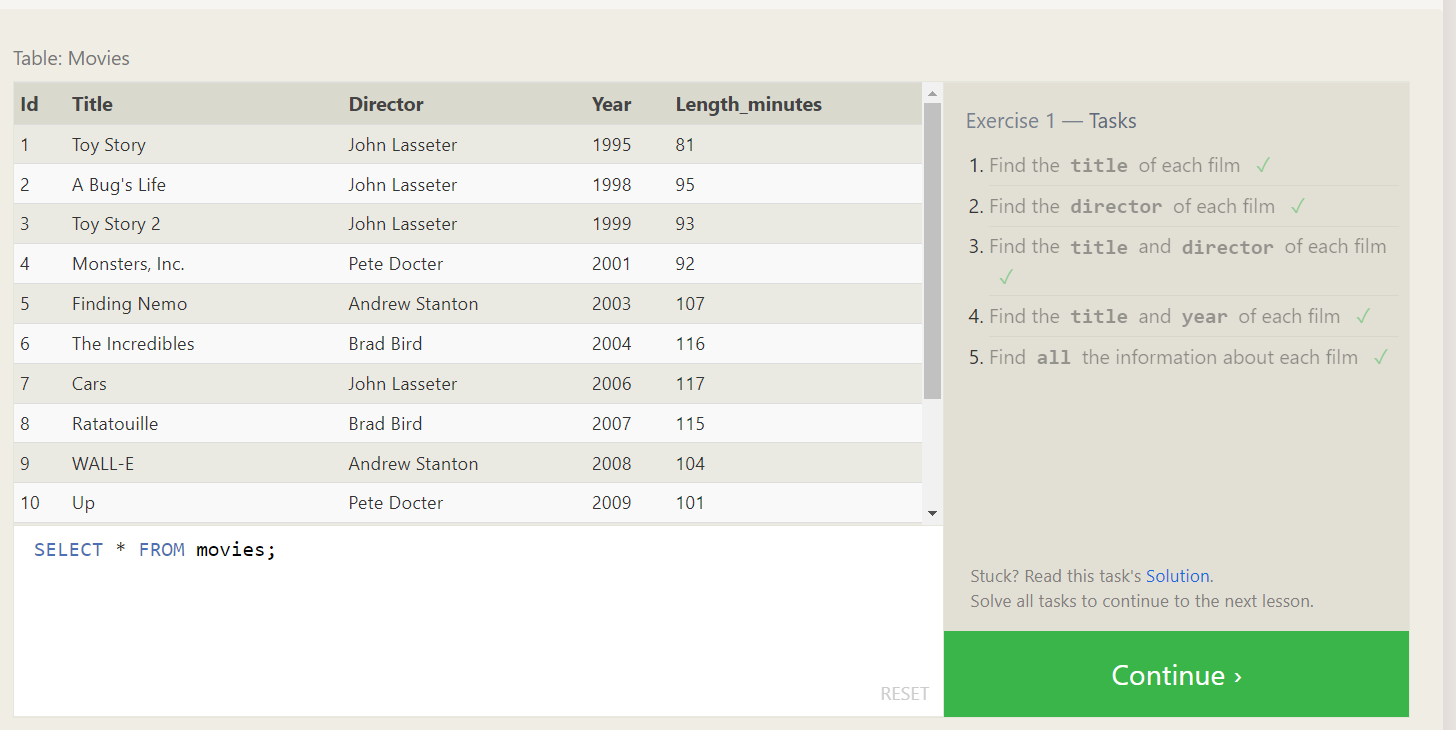 Table: Movies
Id Title Director Year Length_minutes
1 Toy Story John Lasseter 1995 81
2 A Bug's Life John Lasseter 1998 95
3 Toy Story 2 John Lasseter 1999 93
4 Monsters, Inc. Pete Docter 2001 92
5 Finding Nemo Andrew Stanton 2003 107
6 The Incredibles Brad Bird 2004 116
7 Cars John Lasseter 2006 117
8 Ratatouille Brad Bird 2007 115
9 WALL-E Andrew Stanton 2008 104
10 Up Pete Docter 2009 101
SELECT * FROM movies;
RESET
Exercise 1 — Tasks
1. Find the title of each film ✓
2. Find the director of each film ✓
3. Find the title and director of each film
✓
4. Find the title and year of each film ✓
5. Find all the information about each film ✓
Stuck? Read this task's Solution.
Solve all tasks to continue to the next lesson.
Continue ›